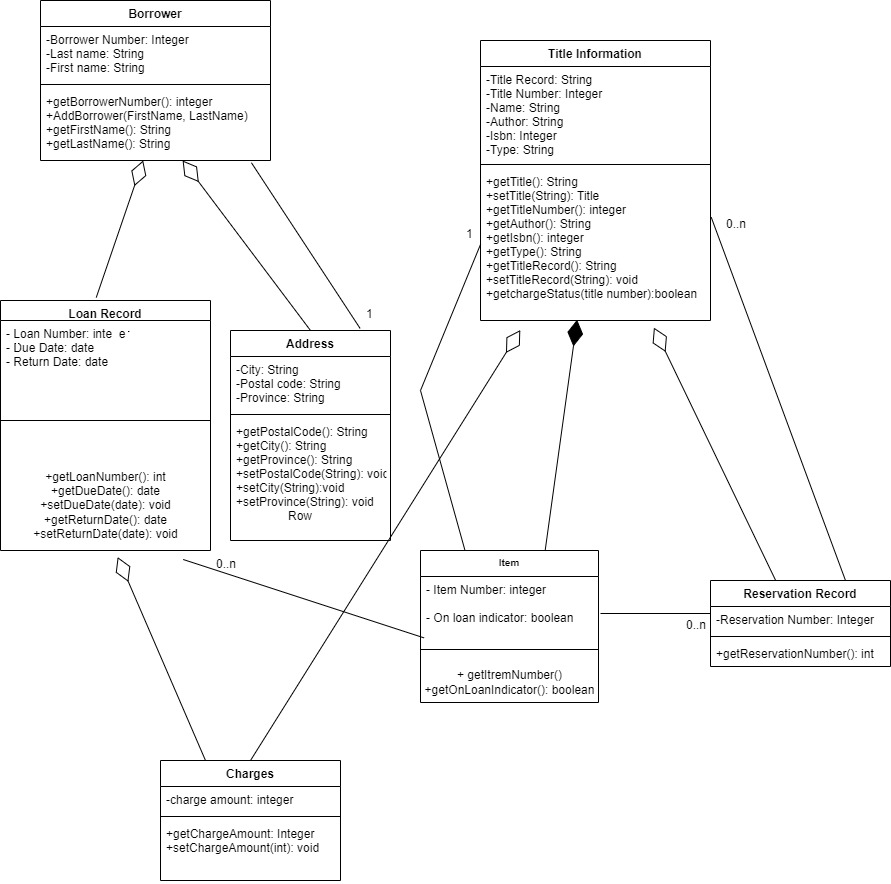 Borrower
-Borrower Number: Integer
-Last name: String
-First name: String
+getBorrowerNumber(): integer
+AddBorrower(FirstName, LastName)
+getFirstName(): String
+getLastName(): String
Title Information
-Title Record: String
-Title Number: Integer
-Name: String
-Author: String
-Isbn: Integer
-Type: String
+getTitle(): String
+setTitle(String): Title
+getTitleNumber(): integer
+getAuthor(): String
+getIsbn(): integer
+getType(): String
+getTitleRecord(): String
+setTitleRecord(String): void
+getchargeStatus(title number):boolean
1
0..n
Loan Record
- Loan Number:
- Due Date: date
- Return Date: date
+getLoanNumber(): int
+getDueDate(): date
+setDueDate(date): void
+getReturnDate(): date
+setReturnDate(date): void
1
Address
-City: String
-Postal code: String
-Province: String
+getPostalCode(): String
+getCity(): String
+getProvince(): String
+setPostalCode(String): void
+setCity(String):void
+setProvince(String): void
Row
0..n
Item
- Item Number: integer
- On loan indicator: boolean
+ getItremNumber()
+getOnLoanIndicator(): boolean
0..n
Reservation Record
-Reservation Number: Integer
+getReservationNumber(): int
Charges
-charge amount: integer
+getChargeAmount: Integer
+setChargeAmount(int): void